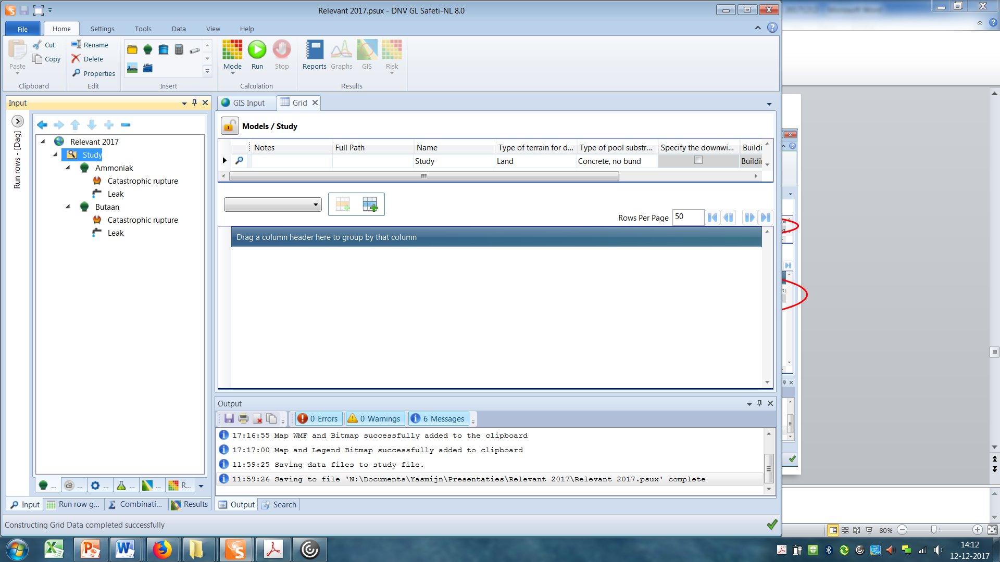 Relevant 2017.psux - DNV GL Safeti-NL 8.0
File Home Settings Tools Data View Help
Cut
Copy
Paste
Clipboard
Rename
Delete
Properties
Edit
Insert
Mode Run Stop
Calculation
Reports Graphs GIS Risk
Results
Input
Run rows - [Dag]
Relevant 2017
Study
Ammoniak
Catastrophic rupture
Leak
Butaan
Catastrophic rupture
Leak
... ... ... ... ... R...
Input Run row g... Combinati... Results
GIS Input Grid
Models / Study
Notes Full Path Name Type of terrain for d... Type of pool substr... Specify the downwi... Buildi
Study Land Concrete, no bund Buildi
Rows Per Page 50
Drag a column header here to group by that column
Output
0 Errors 0 Warnings 6 Messages
17:16:55 Map WMF and Bitmap successfully added to the clipboard
17:17:00 Map and Legend Bitmap successfully added to clipboard
11:59:25 Saving data files to study file.
11:59:26 Saving to file 'N:\Documents\Yasmijn\Presentaties\Relevant 2017\Relevant 2017.psux' complete
Output Search
Constructing Grid Data completed successfully
80%
14:12
12-12-2017